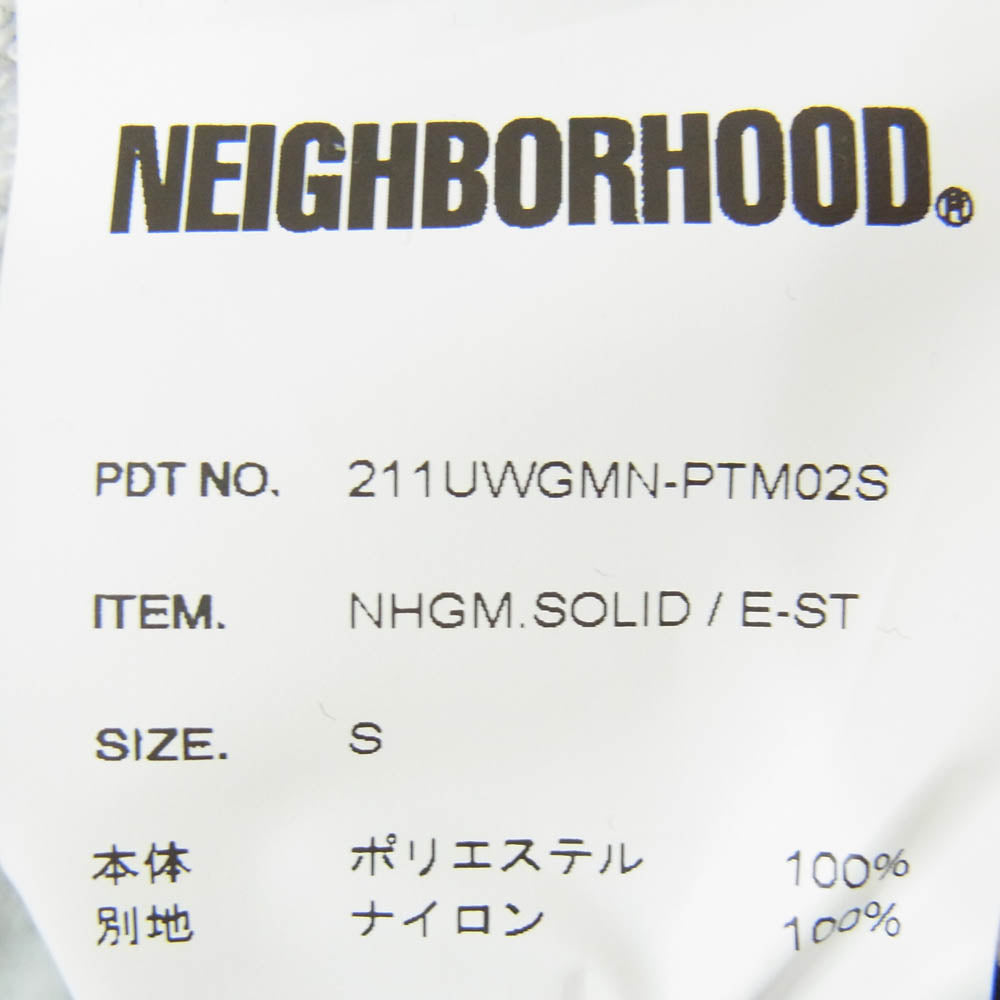 NEIGHBORHOOD®
PDT NO. 211UWGMN-PTM02S
ITEM. NHGM.SOLID / E-ST
SIZE. S
本体 ポリエステル 100%
別地 ナイロン 100%